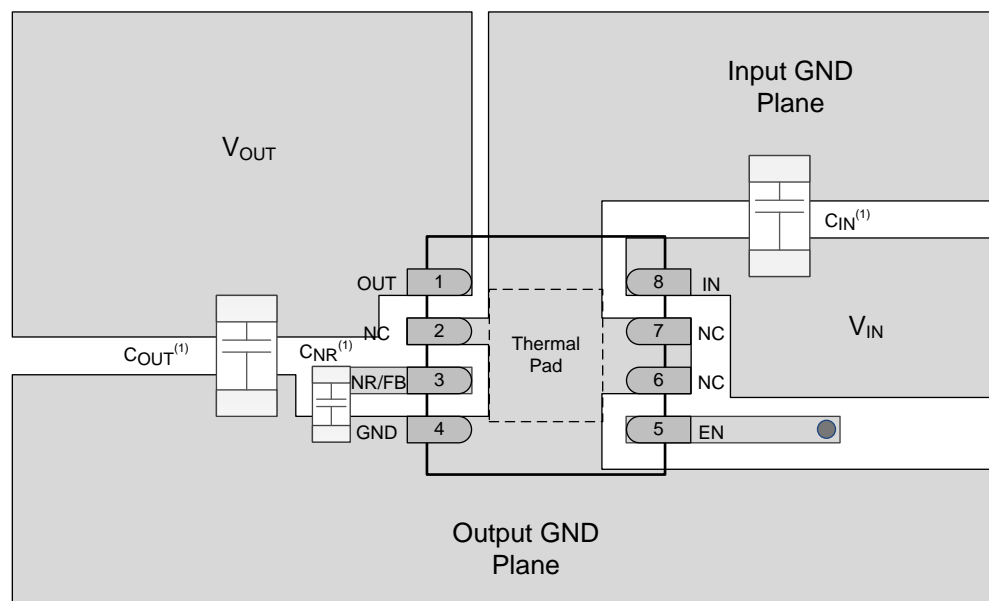 Input GND
Plane
VOUT
CIN(1)
OUT 1 8 IN
NC 2 7 NC
Thermal
Pad
VIN
COUT(1) CNR(1)
NR/FB 3 6 NC
GND 4 5 EN
Output GND
Plane